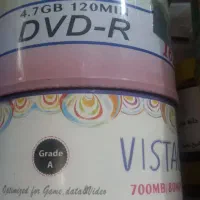 4.7GB 120MIN
DVD-R
Grade
A
VISTA
700MB
Optimized for Game, data&Video